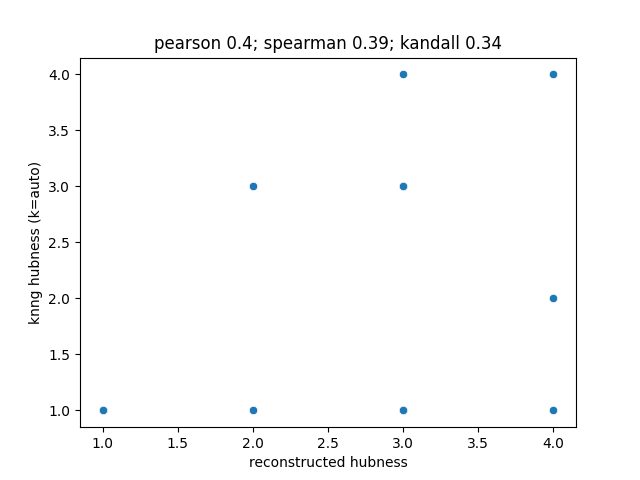 pearson 0.4; spearman 0.39; kandall 0.34
4.0
3.5
3.0
2.5
2.0
1.5
1.0
knng hubness (k=auto)
1.0 1.5 2.0 2.5 3.0 3.5 4.0
reconstructed hubness